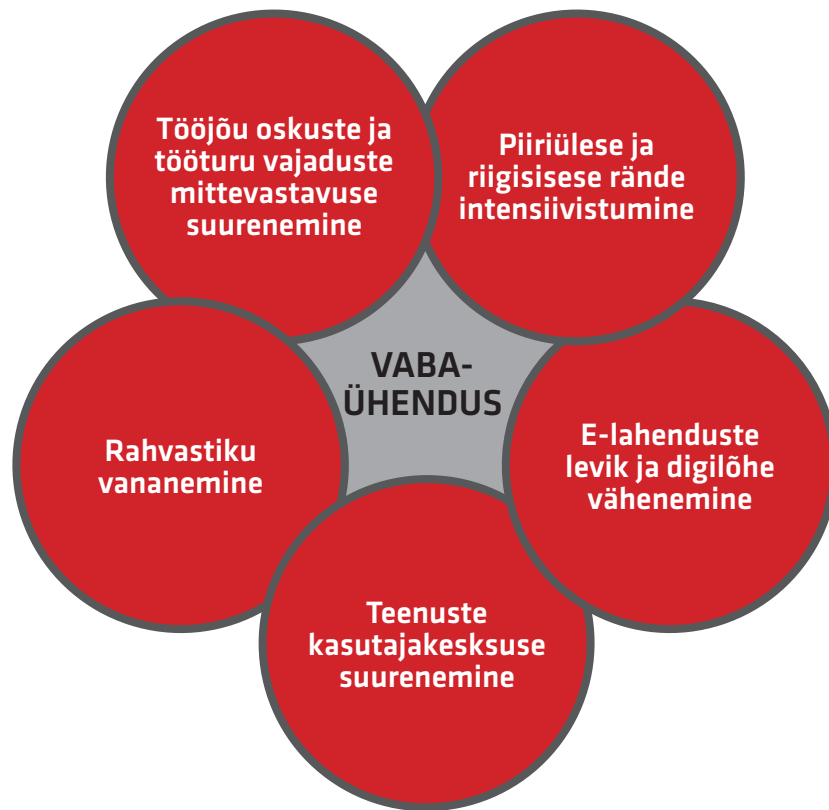 Tööjõu oskuste ja
tööturu vajaduste
mittevastavuse
suurenemine
Piiriülese ja
riigisisese rände
intensiivistumine
VABA-
ÜHENDUS
Rahvastiku
vananemine
E-lahenduste
levik ja digilõhe
vähenemine
Teenuste
kasutajakesksuse
suurenemine